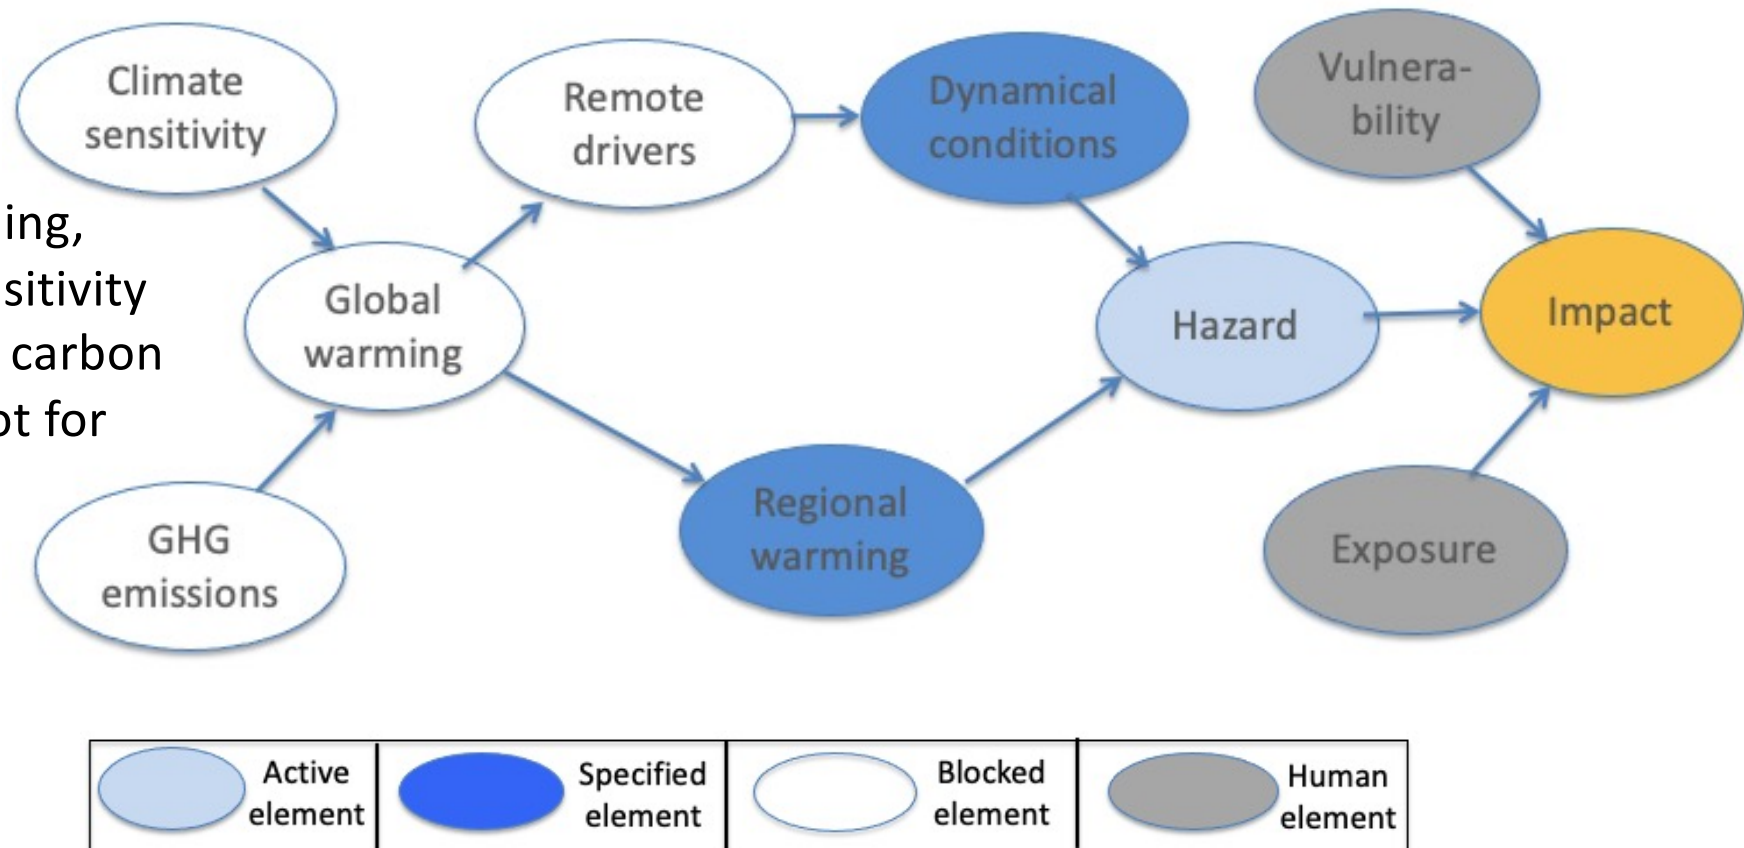 Climate
sensitivity
Remote
drivers
Dynamical
conditions
Vulnera-
bility
ing,
sitivity
carbon
for
Global
warming
Hazard
Impact
GHG
emissions
Regional
warming
Exposure
Active
element
Specified
element
Blocked
element
Human
element